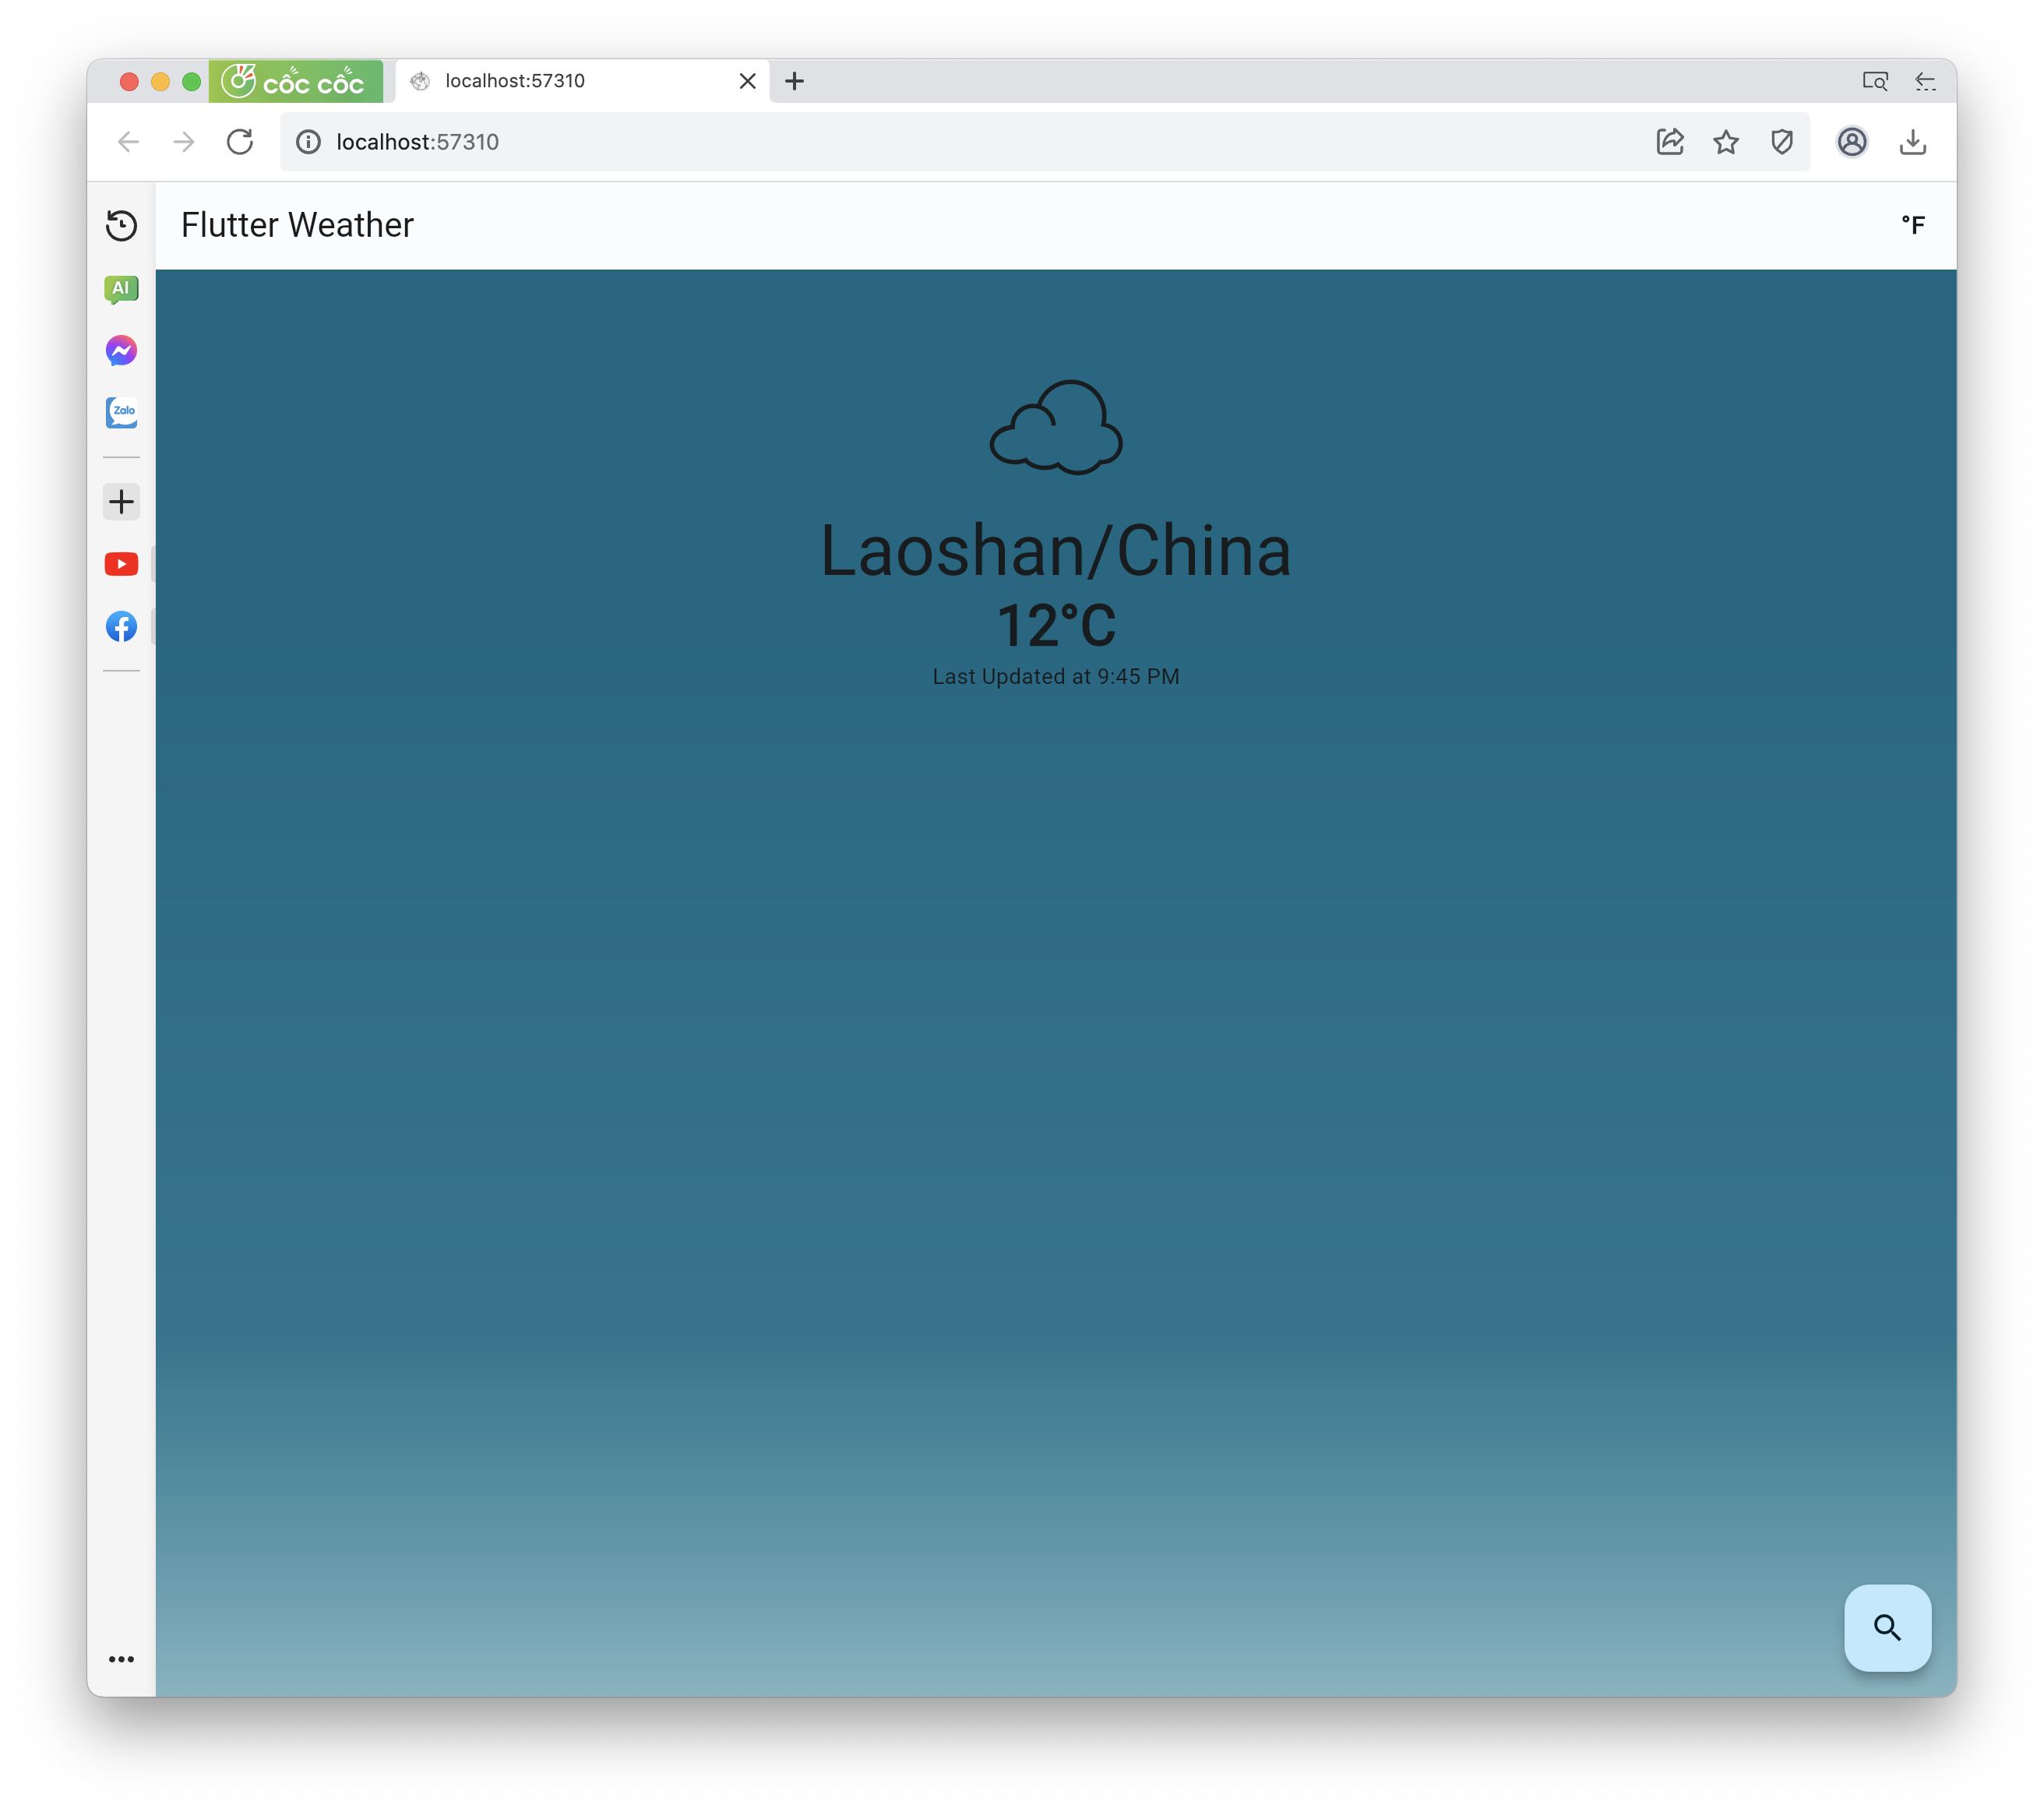 cốc cốc
localhost:57310
localhost:57310
Flutter Weather
°F
AI
Zalo
Laoshan/China
12°C
Last Updated at 9:45 PM